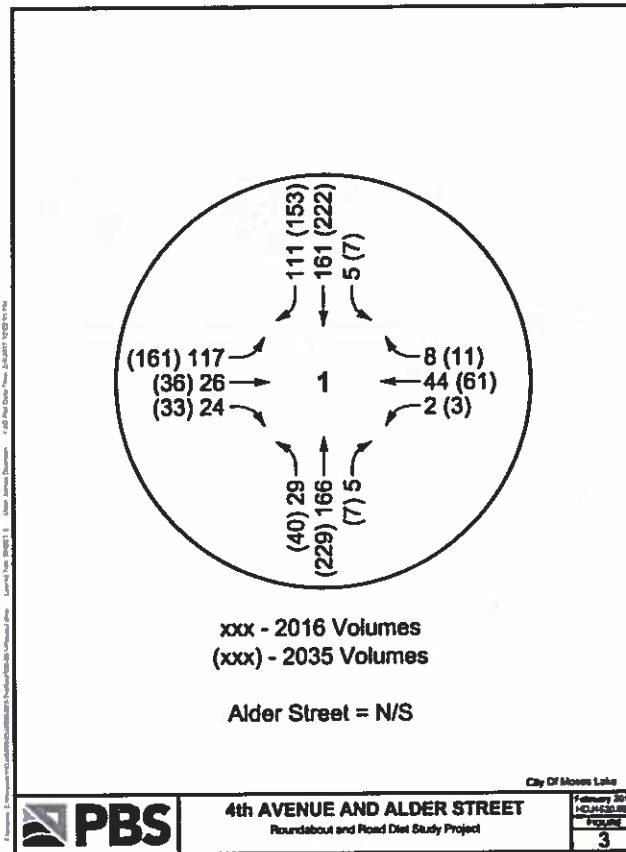 111 (153)
161 (222)
5 (7)
(161) 117
(36) 26
(33) 24
1
8 (11)
44 (61)
2 (3)
(40) 29
(229) 166
(7) 5
xxx - 2016 Volumes
(xxx) - 2035 Volumes
Alder Street = N/S
City Of Moses Lake
PBS
4th AVENUE AND ALDER STREET
Roundabout and Road Diet Study Project
February
FIGURE
3